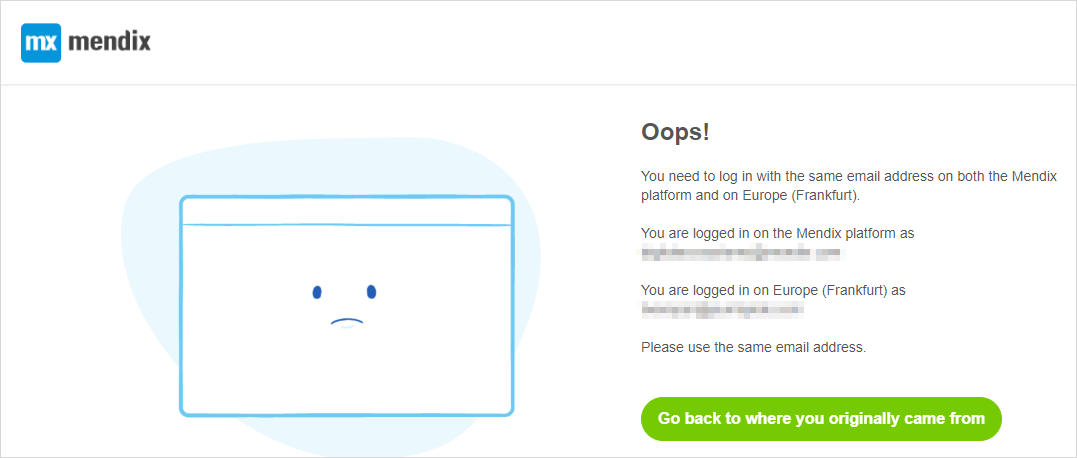 mx mendix
Oops!
You need to log in with the same email address on both the Mendix
platform and on Europe (Frankfurt).
You are logged in on the Mendix platform as
You are logged in on Europe (Frankfurt) as
Please use the same email address.
Go back to where you originally came from